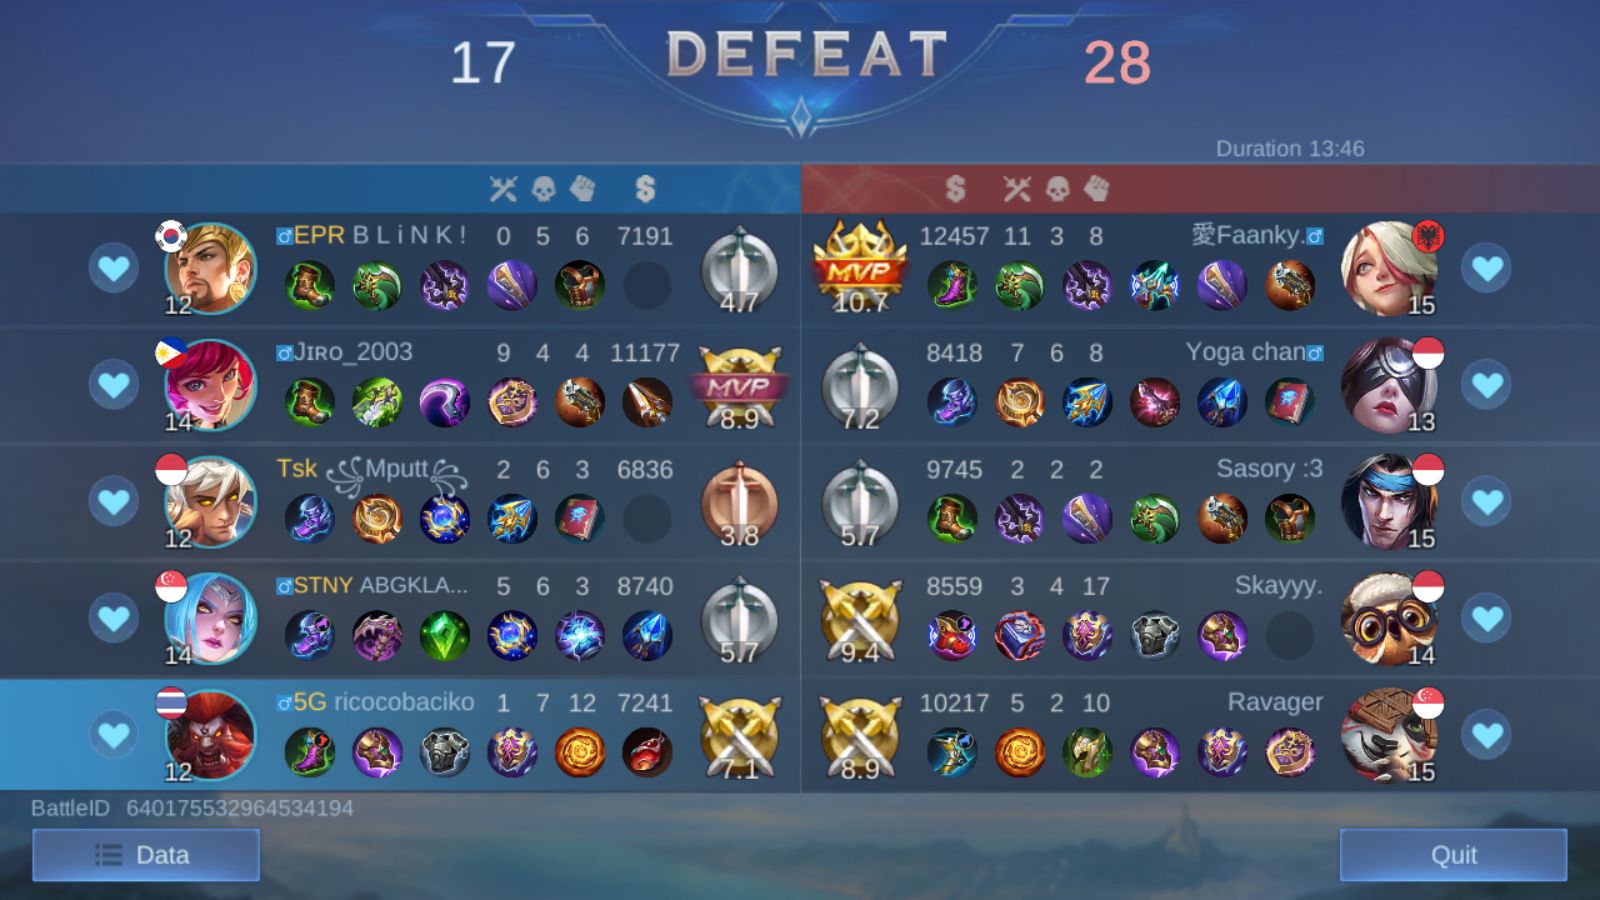 17 DEFEAT 28
Duration 13:46
EPR B L i N K ! 0 5 6 7191 4.7 12
MVP 10.7 12457 11 3 8 愛Faanky. 15
JIRO_2003 9 4 4 11177 MVP 8.9 14
7.2 8418 7 6 8 Yoga chan 13
Tsk ꧁Mputt꧂ 2 6 3 6836 3.8 12
5.7 9745 2 2 2 Sasory :3 15
STNY ABGKLA... 5 6 3 8740 5.7 14
9.4 8559 3 4 17 Skayyy. 14
5G ricocobaciko 1 7 12 7241 7.1 12
8.9 10217 5 2 10 Ravager 15
BattleID 640175532964534194
Data
Quit